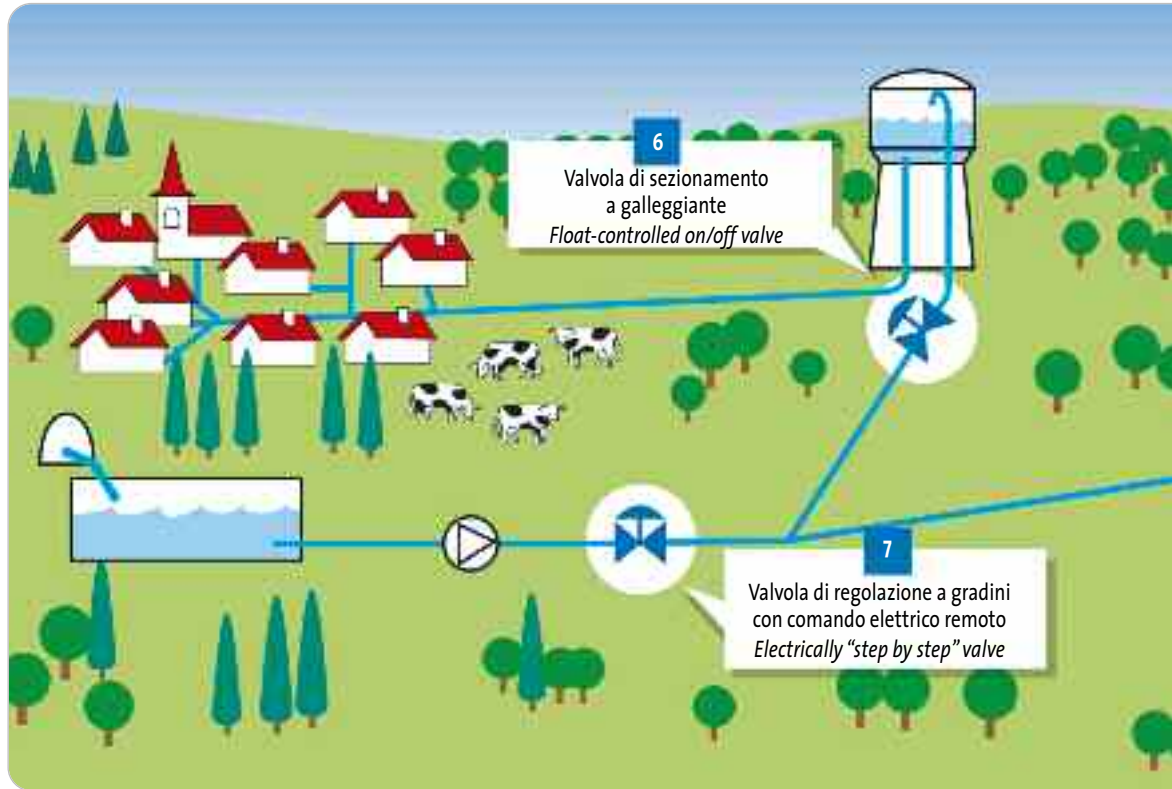 6
Valvola di sezionamento
a galleggiante
Float-controlled on/off valve
7
Valvola di regolazione a gradini
con comando elettrico remoto
Electrically “step by step” valve